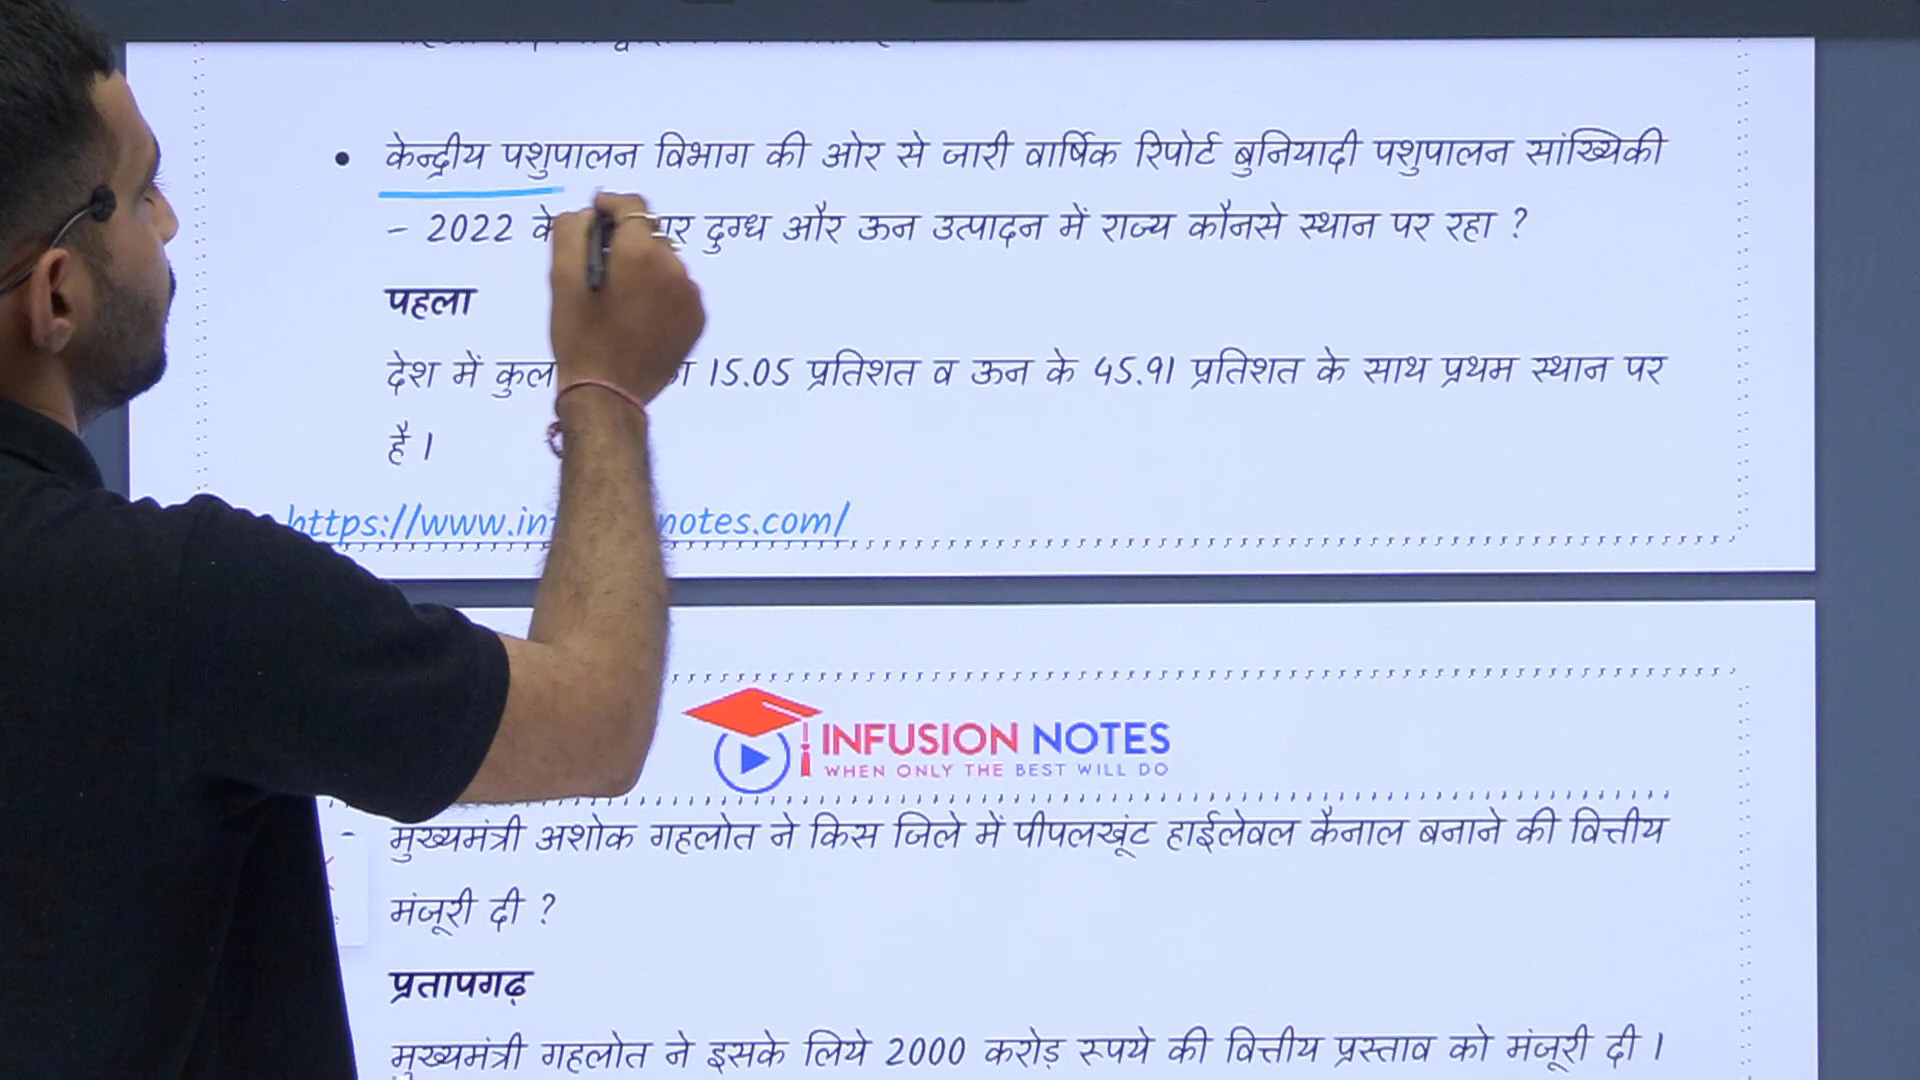 • केन्द्रीय पशुपालन विभाग की ओर से जारी वार्षिक रिपोर्ट बुनियादी पशुपालन सांख्यिकी
- 2022 के दुग्ध और ऊन उत्पादन में राज्य कौनसे स्थान पर रहा ?
पहला
देश में कुल 15.05 प्रतिशत व ऊन के 45.91 प्रतिशत के साथ प्रथम स्थान पर
है ।
https://www.in notes.com/
INFUSION NOTES
WHEN ONLY THE BEST WILL DO
- मुख्यमंत्री अशोक गहलोत ने किस जिले में पीपलखूंट हाईलेवल कैनाल बनाने की वित्तीय
मंजूरी दी ?
प्रतापगढ़
मुख्यमंत्री गहलोत ने इसके लिये 2000 करोड़ रूपये की वित्तीय प्रस्ताव को मंजूरी दी ।